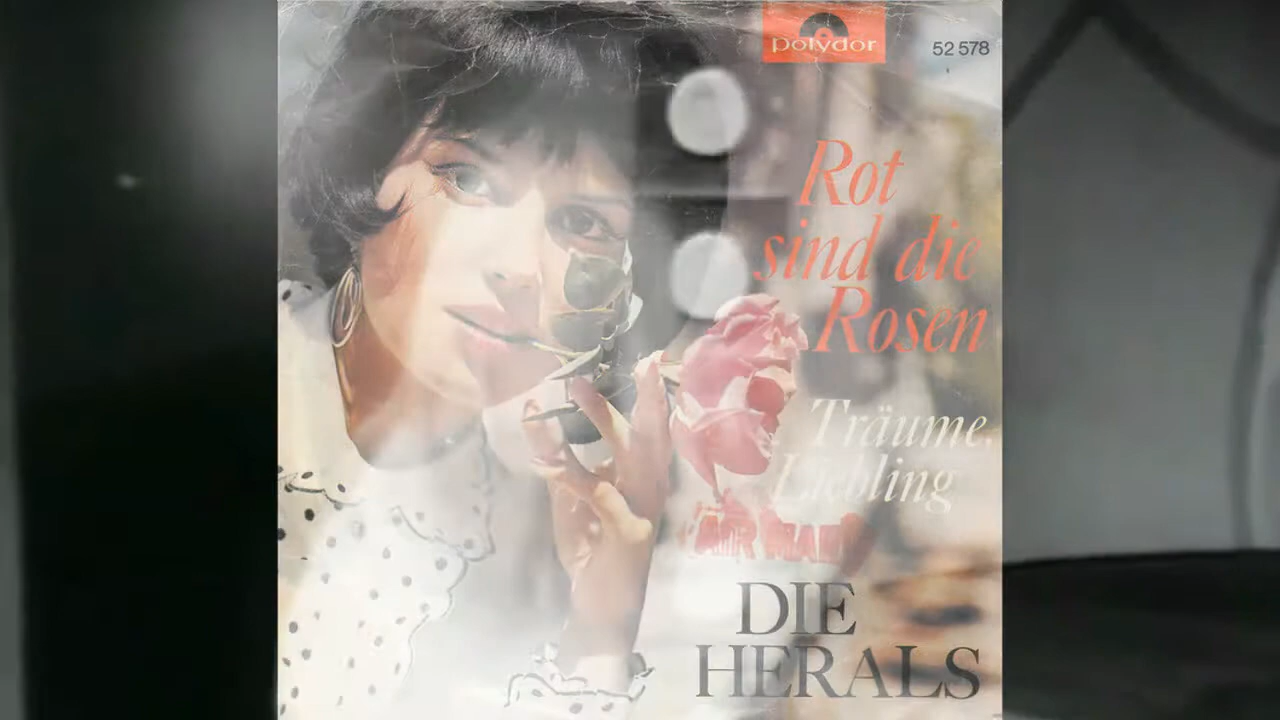 polydor
52 578
Rot
sind die
Rosen
Träume,
Liebling
DIE
HERALS